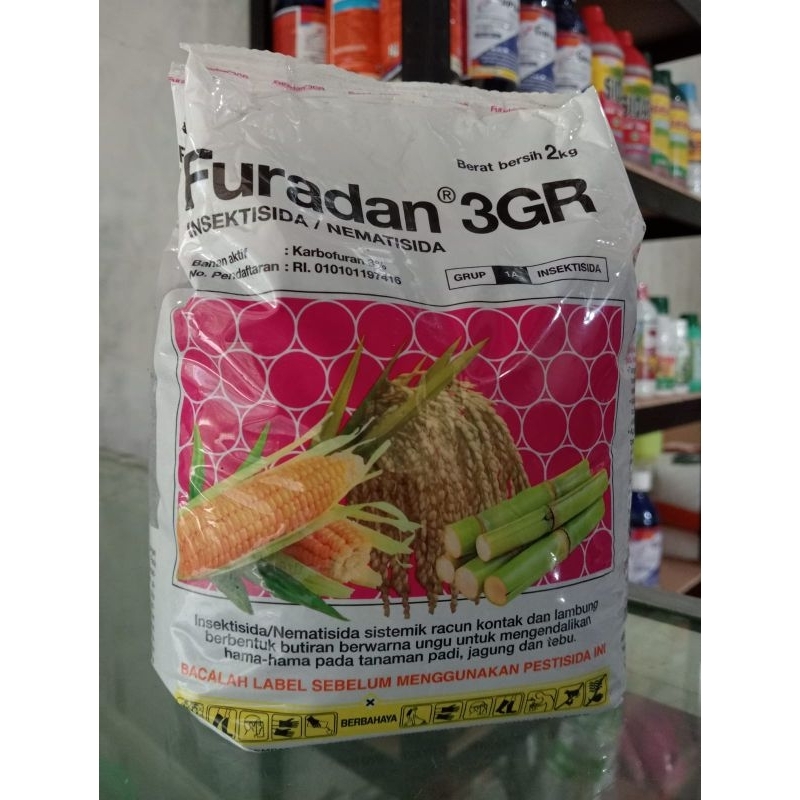 Berat bersih 2kg
Furadan® 3GR
INSEKTISIDA / NEMATISIDA
Bahan aktif : Karbofuran 3%
No. Pendaftaran : RI. 010101197416
GRUP 1A INSEKTISIDA
Insektisida/Nematisida sistemik racun kontak dan lambung
berbentuk butiran berwarna ungu untuk mengendalikan
hama-hama pada tanaman padi, jagung dan tebu.
BACALAH LABEL SEBELUM MENGGUNAKAN PESTISIDA INI
BERBAHAYA